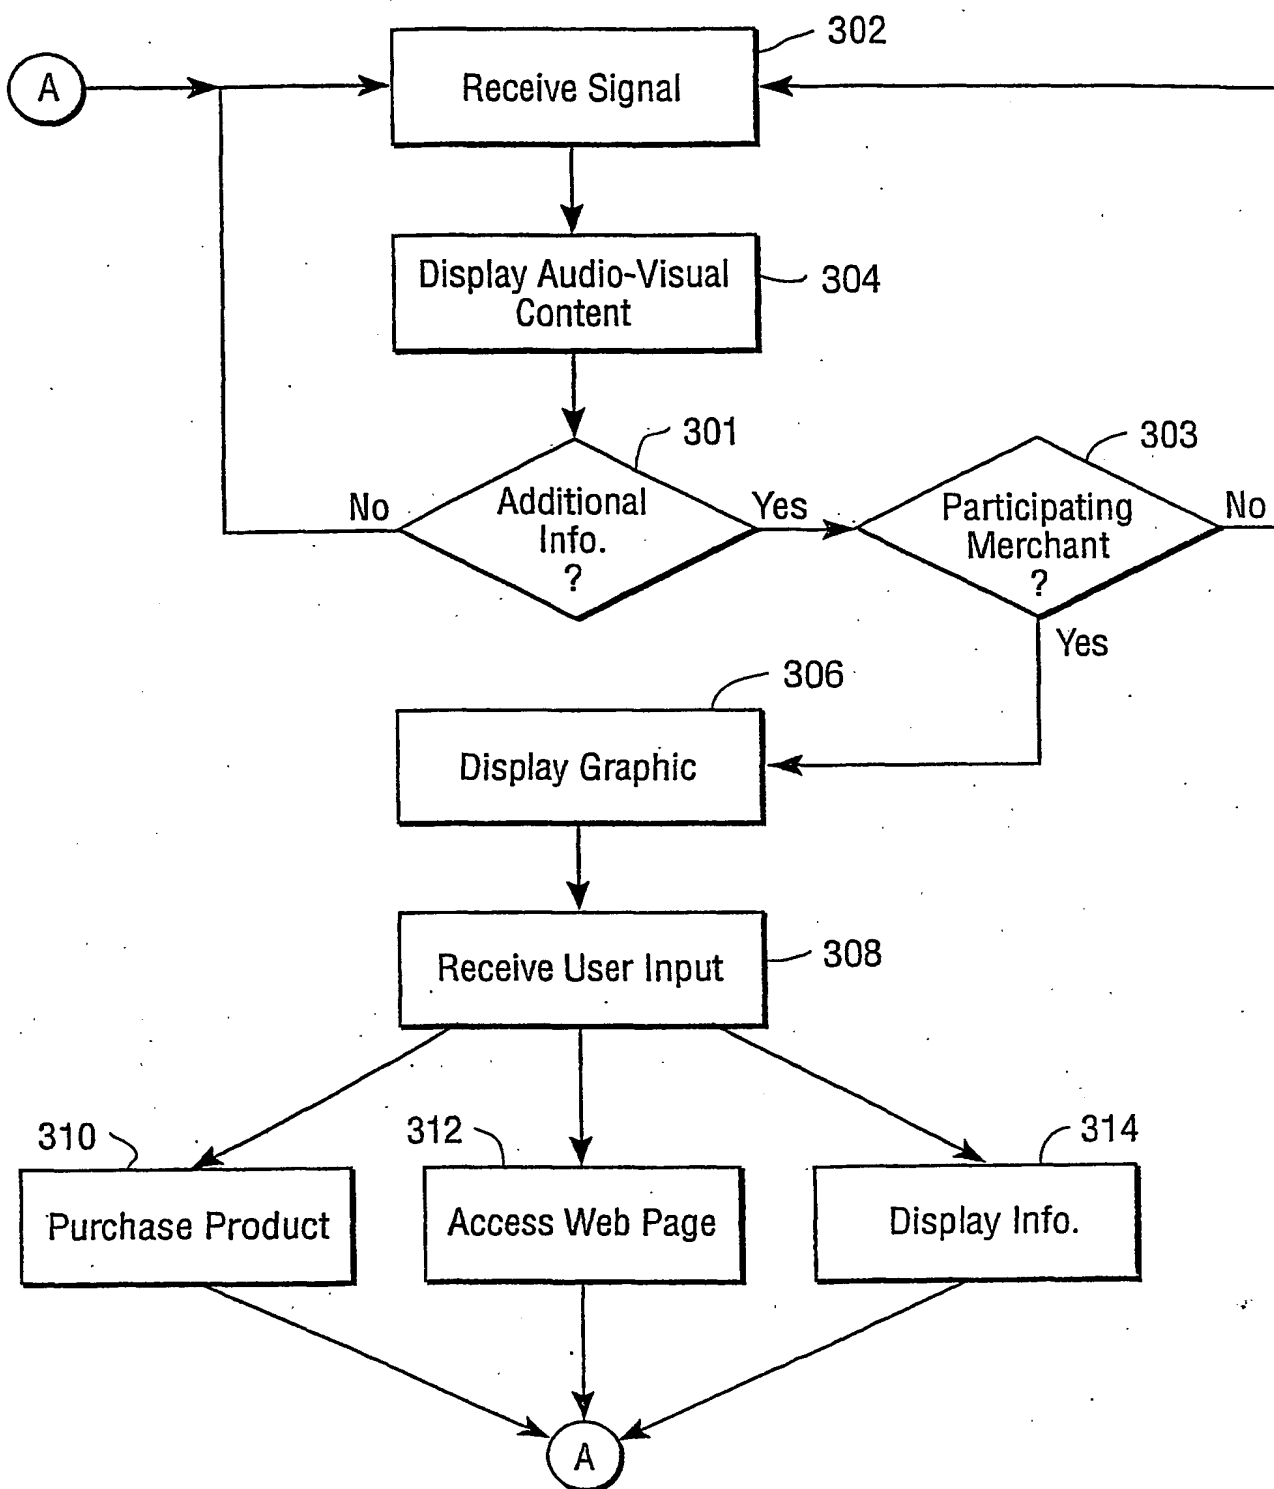 302
A
Receive Signal
Display Audio-Visual
Content
304
301
303
No
Additional
Info.
?
Yes
Participating
Merchant
?
No
Yes
306
Display Graphic
Receive User Input
308
310
312
314
Purchase Product
Access Web Page
Display Info.
A